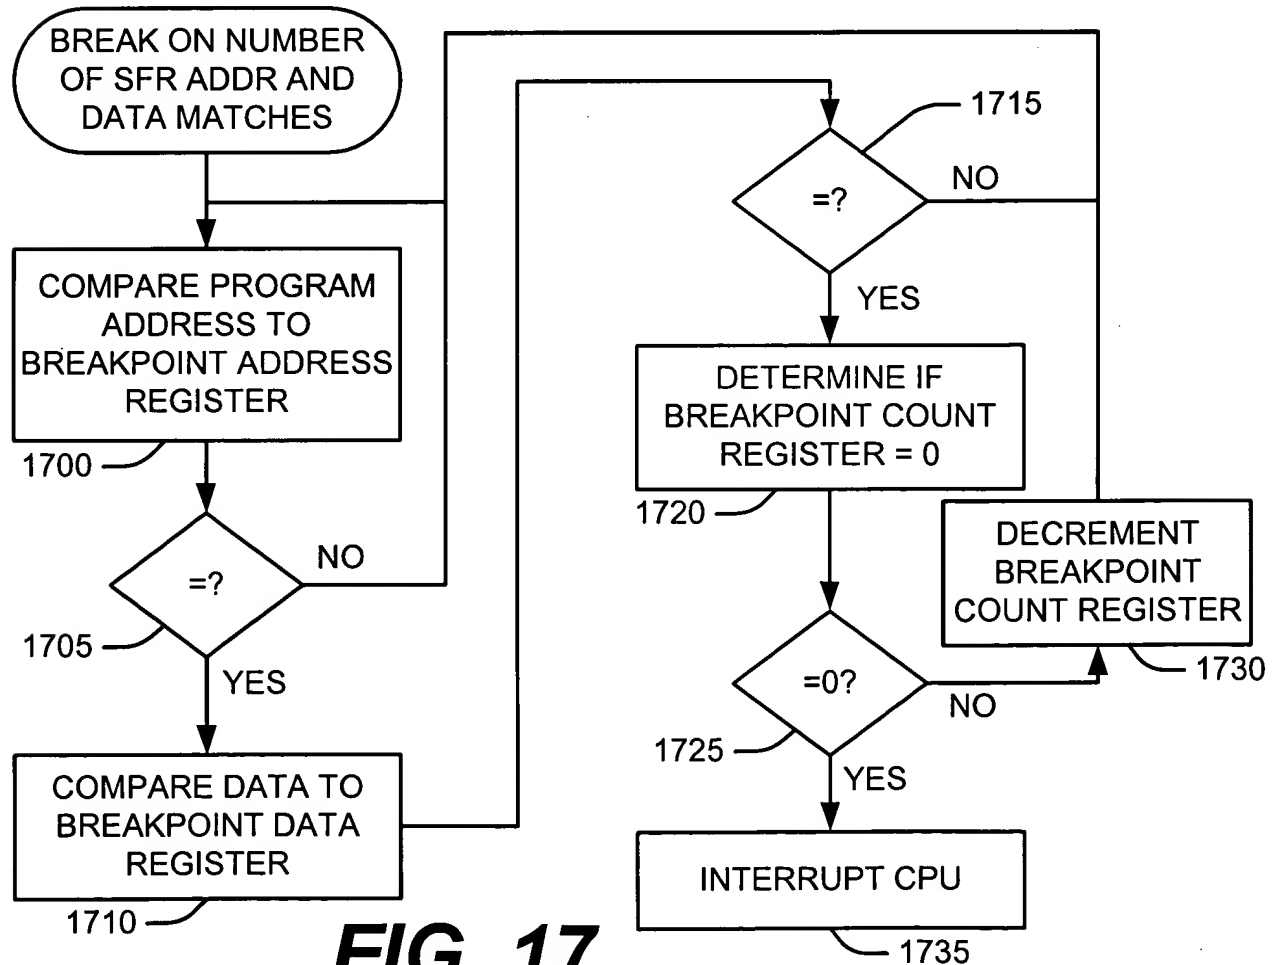 BREAK ON NUMBER
OF SFR ADDR AND
DATA MATCHES
COMPARE PROGRAM
ADDRESS TO
BREAKPOINT ADDRESS
REGISTER
1700
=?
NO
1705
YES
COMPARE DATA TO
BREAKPOINT DATA
REGISTER
1710
1715
=?
NO
YES
DETERMINE IF
BREAKPOINT COUNT
REGISTER = 0
1720
DECREMENT
BREAKPOINT
COUNT REGISTER
1730
=0?
NO
1725
YES
INTERRUPT CPU
1735
FIG. 17